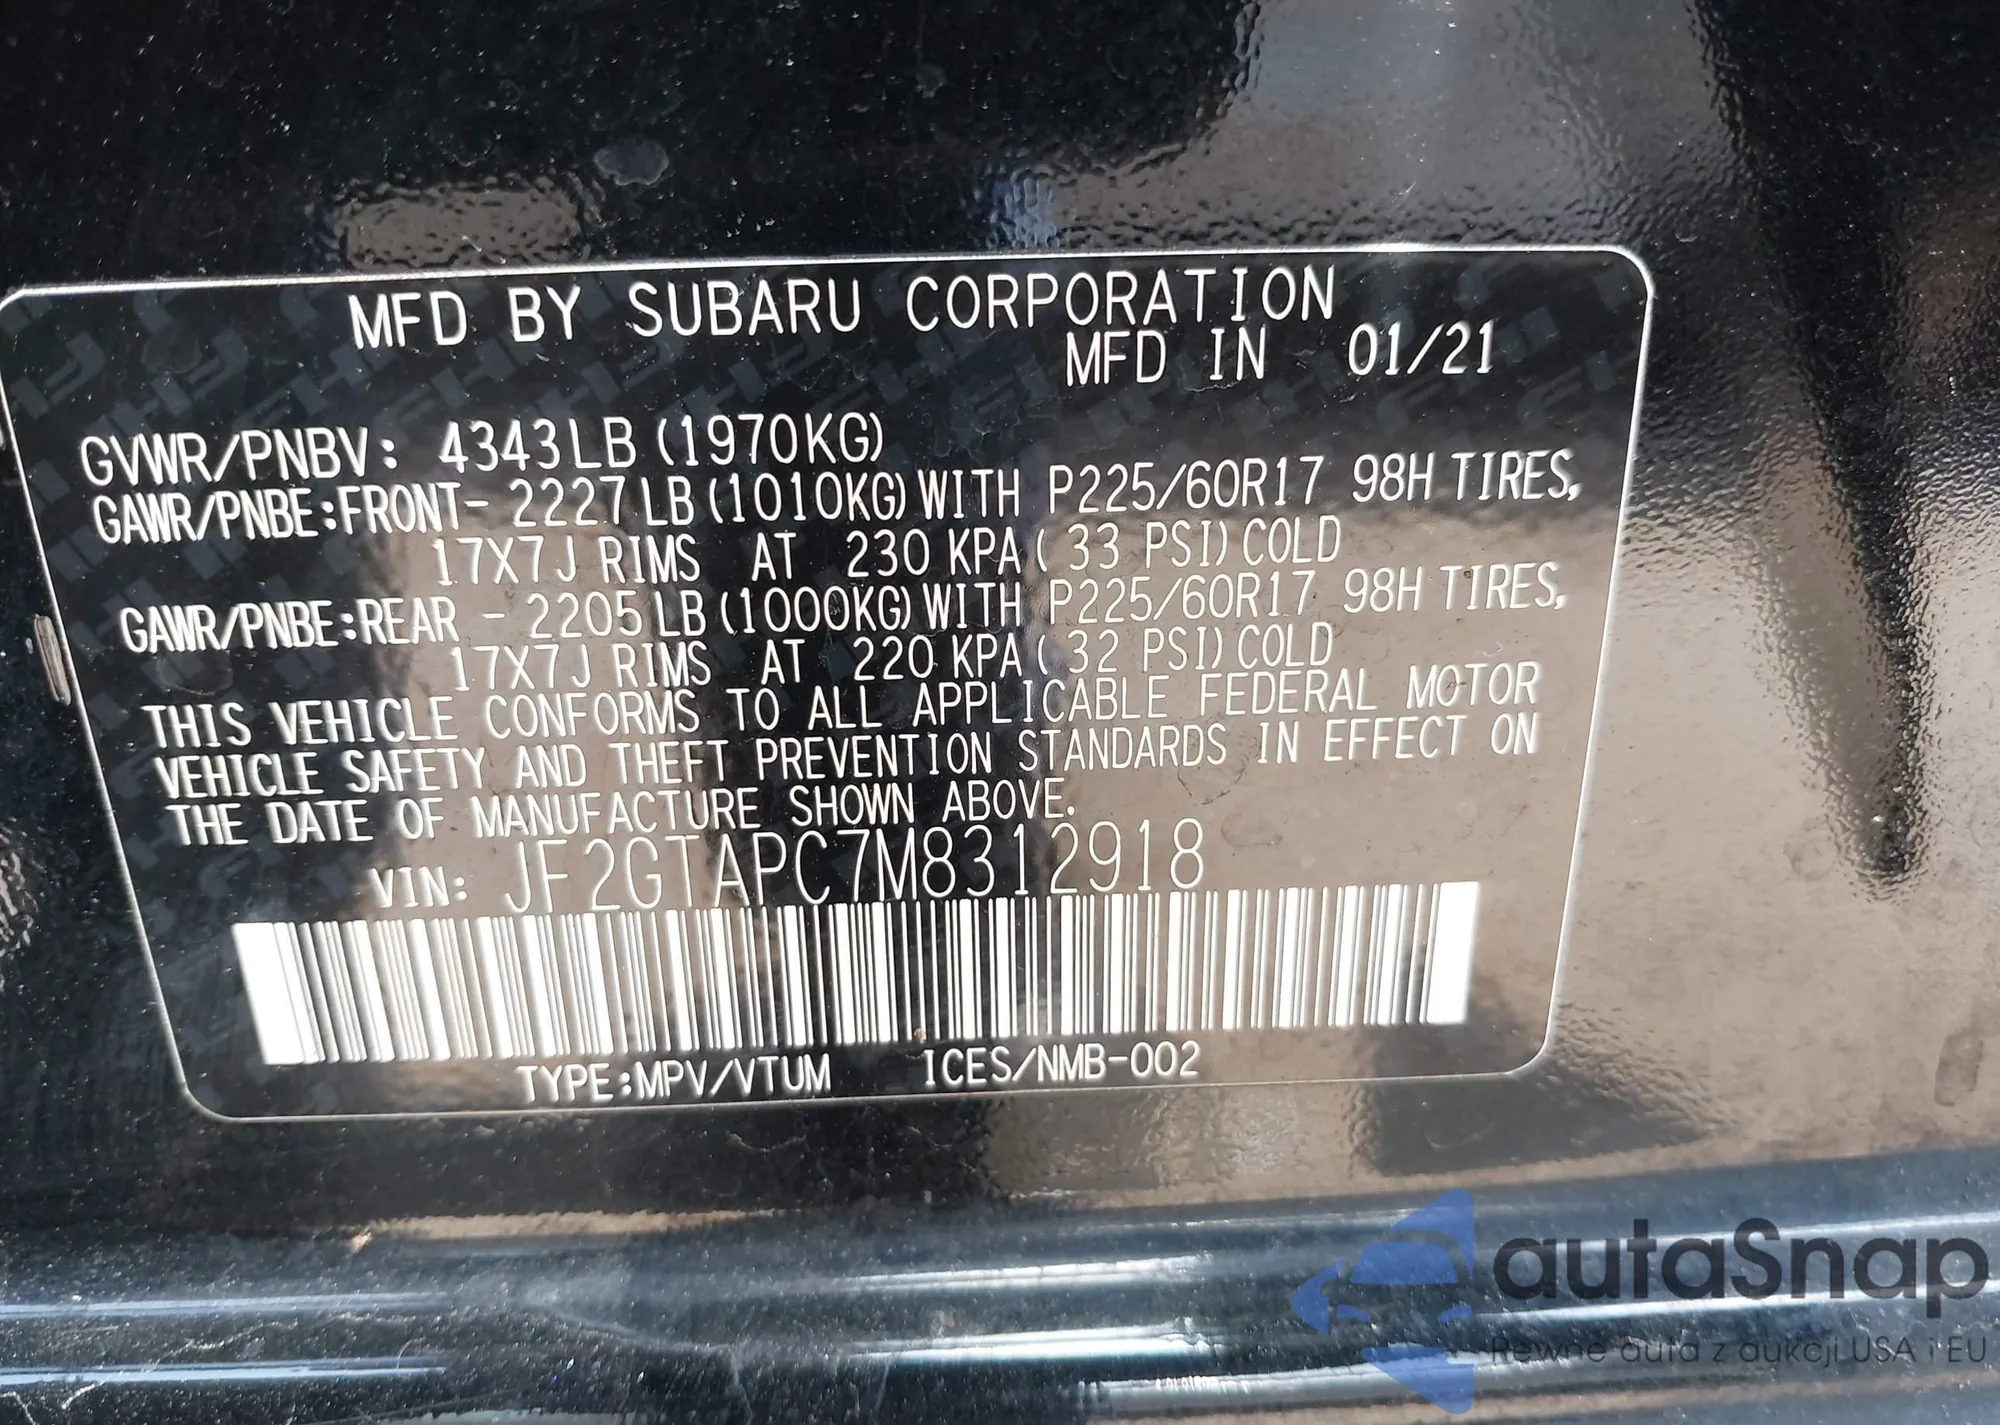 MFD BY SUBARU CORPORATION
MFD IN 01/21
GVWR/PNBV: 4343LB (1970KG)
GAWR/PNBE:FRONT- 2227LB (1010KG) WITH P225/60R17 98H TIRES,
17X7J RIMS AT 230 KPA ( 33 PSI) COLD
GAWR/PNBE:REAR - 2205LB (1000KG) WITH P225/60R17 98H TIRES,
17X7J RIMS AT 220 KPA ( 32 PSI) COLD
THIS VEHICLE CONFORMS TO ALL APPLICABLE FEDERAL MOTOR
VEHICLE SAFETY AND THEFT PREVENTION STANDARDS IN EFFECT ON
THE DATE OF MANUFACTURE SHOWN ABOVE.
VIN: JF2GTAPC7M8312918
TYPE:MPV/VTUM ICES/NMB-002
autaSnap
Pewne auta z aukcji USA i EU